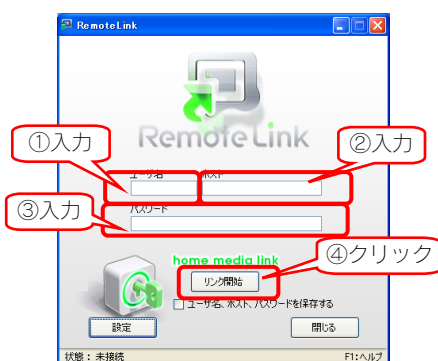 RemoteLink
RemoteLink
①入力
②入力
ユーザ名 ホスト
③入力
パスワード
④クリック
home media link
リンク開始
ユーザ名、ホスト、パスワードを保存する
設定 閉じる
状態： 未接続 F1:ヘルプ